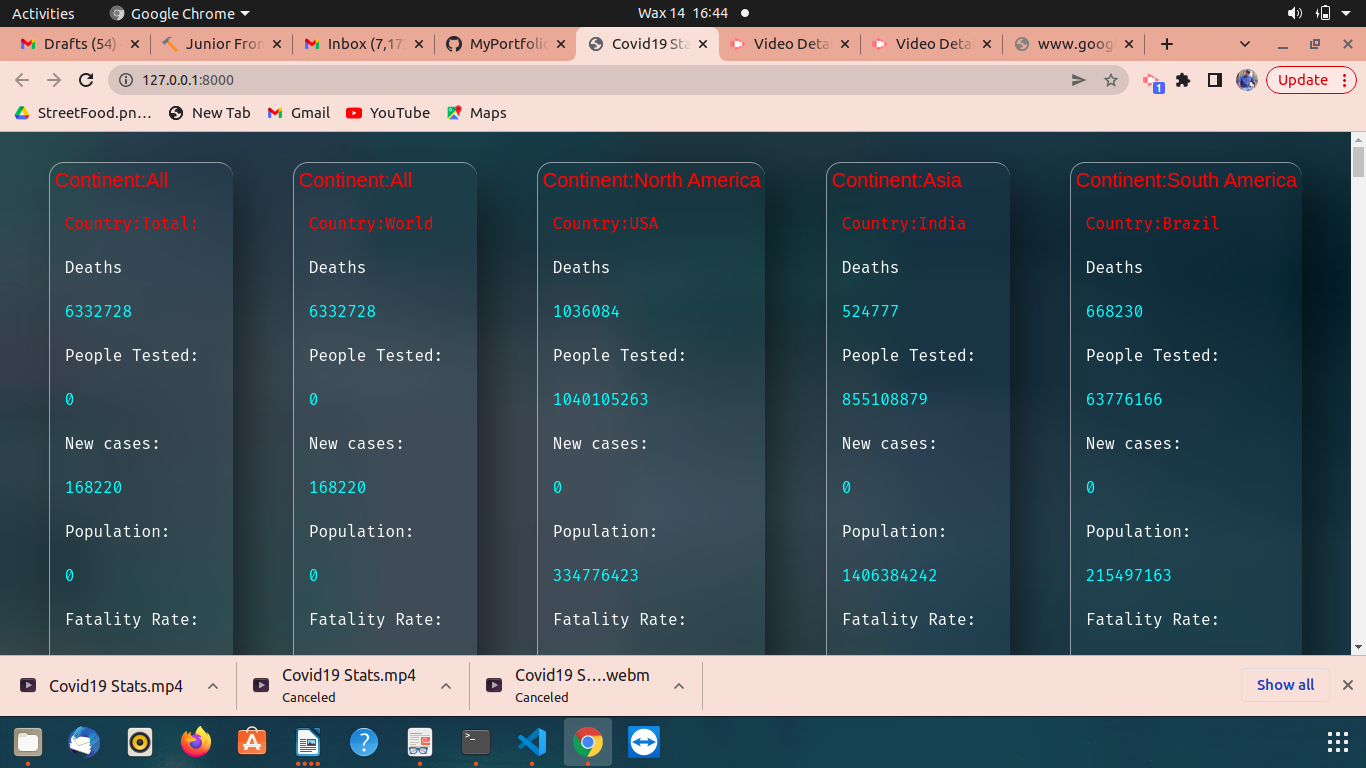 Activities Google Chrome Wax 14 16:44
Drafts (54) Junior Fron Inbox (7,17 MyPortfolio Covid19 Sta Video Deta Video Deta www.goog
127.0.0.1:8000 1 Update
StreetFood.pn... New Tab Gmail YouTube Maps
Continent:All
Country:Total:
Deaths
6332728
People Tested:
0
New cases:
168220
Population:
0
Fatality Rate:
Continent:All
Country:World
Deaths
6332728
People Tested:
0
New cases:
168220
Population:
0
Fatality Rate:
Continent:North America
Country:USA
Deaths
1036084
People Tested:
1040105263
New cases:
0
Population:
334776423
Fatality Rate:
Continent:Asia
Country:India
Deaths
524777
People Tested:
855108879
New cases:
0
Population:
1406384242
Fatality Rate:
Continent:South America
Country:Brazil
Deaths
668230
People Tested:
63776166
New cases:
0
Population:
215497163
Fatality Rate:
Covid19 Stats.mp4
Covid19 Stats.mp4
Canceled
Covid19 S....webm
Canceled
Show all